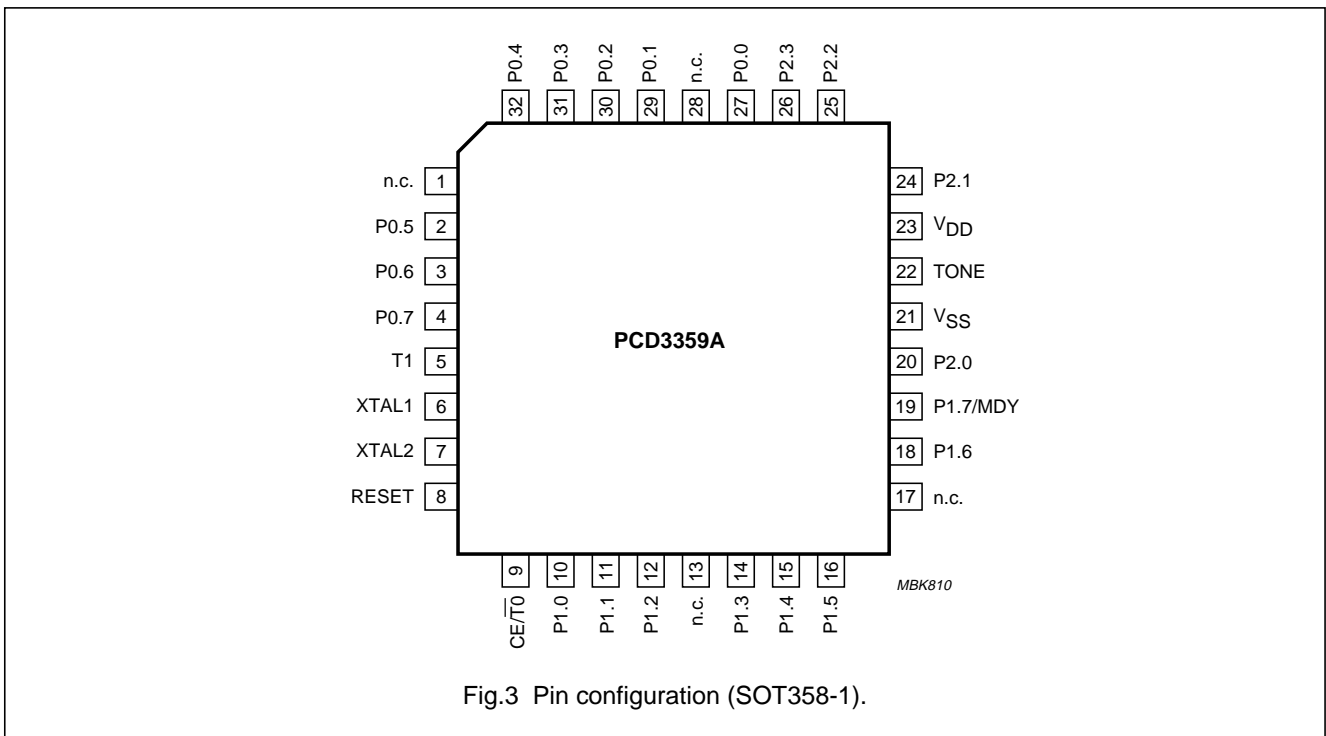 P0.4 P0.3 P0.2 P0.1 n.c. P0.0 P2.3 P2.2
32 31 30 29 28 27 26 25
n.c. 1 24 P2.1
P0.5 2 23 VDD
P0.6 3 22 TONE
P0.7 4 21 VSS
PCD3359A
T1 5 20 P2.0
XTAL1 6 19 P1.7/MDY
XTAL2 7 18 P1.6
RESET 8 17 n.c.
9 10 11 12 13 14 15 16
CE/T0 P1.0 P1.1 P1.2 n.c. P1.3 P1.4 P1.5
MBK810
Fig.3 Pin configuration (SOT358-1).